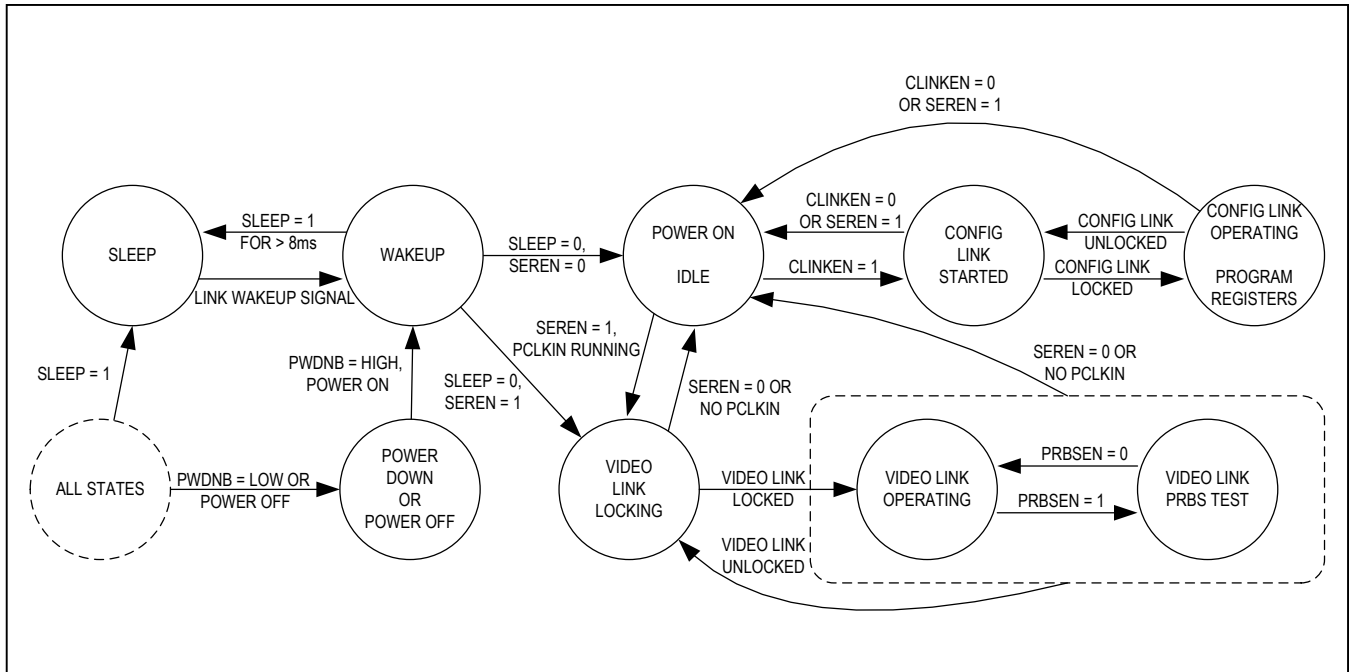 CLINKEN = 0
OR SEREN = 1
SLEEP
SLEEP = 1
FOR > 8ms
LINK WAKEUP SIGNAL
WAKEUP
SLEEP = 0,
SEREN = 0
POWER ON
IDLE
CLINKEN = 0
OR SEREN = 1
CLINKEN = 1
CONFIG
LINK
STARTED
CONFIG LINK
UNLOCKED
CONFIG LINK
LOCKED
CONFIG LINK
OPERATING
PROGRAM
REGISTERS
SLEEP = 1
PWDNB = HIGH,
POWER ON
SLEEP = 0,
SEREN = 1
SEREN = 1,
PCLKIN RUNNING
SEREN = 0 OR
NO PCLKIN
SEREN = 0 OR
NO PCLKIN
ALL STATES
PWDNB = LOW OR
POWER OFF
POWER
DOWN
OR
POWER OFF
VIDEO
LINK
LOCKING
VIDEO LINK
LOCKED
VIDEO LINK
OPERATING
PRBSEN = 0
PRBSEN = 1
VIDEO LINK
PRBS TEST
VIDEO LINK
UNLOCKED